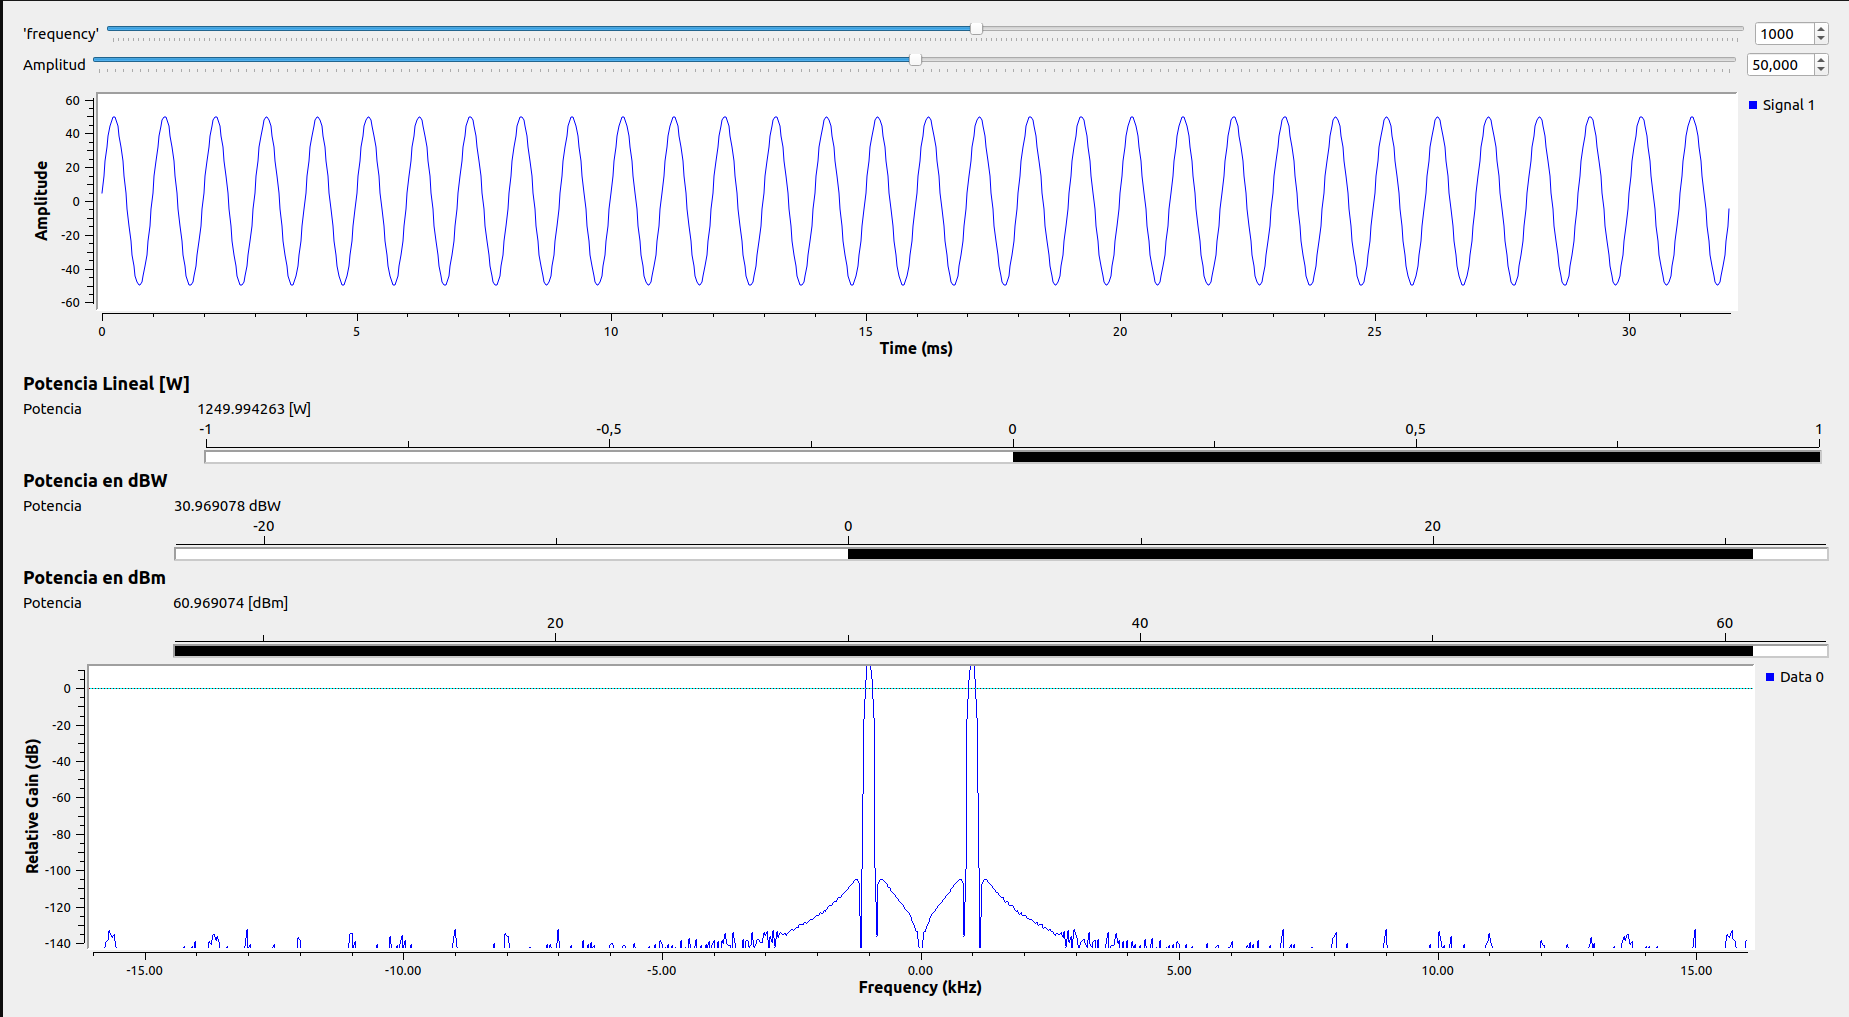 'frequency' 1000
Amplitud 50,000
60
40
20
0
-20
-40
-60
Amplitude
Signal 1
0 5 10 15 20 25 30
Time (ms)
Potencia Lineal [W]
Potencia 1249.994263 [W]
-1 -0,5 0 0,5 1
Potencia en dBW
Potencia 30.969078 dBW
-20 0 20
Potencia en dBm
Potencia 60.969074 [dBm]
20 40 60
0
-20
-40
-60
-80
-100
-120
-140
Relative Gain (dB)
Data 0
-15.00 -10.00 -5.00 0.00 5.00 10.00 15.00
Frequency (kHz)